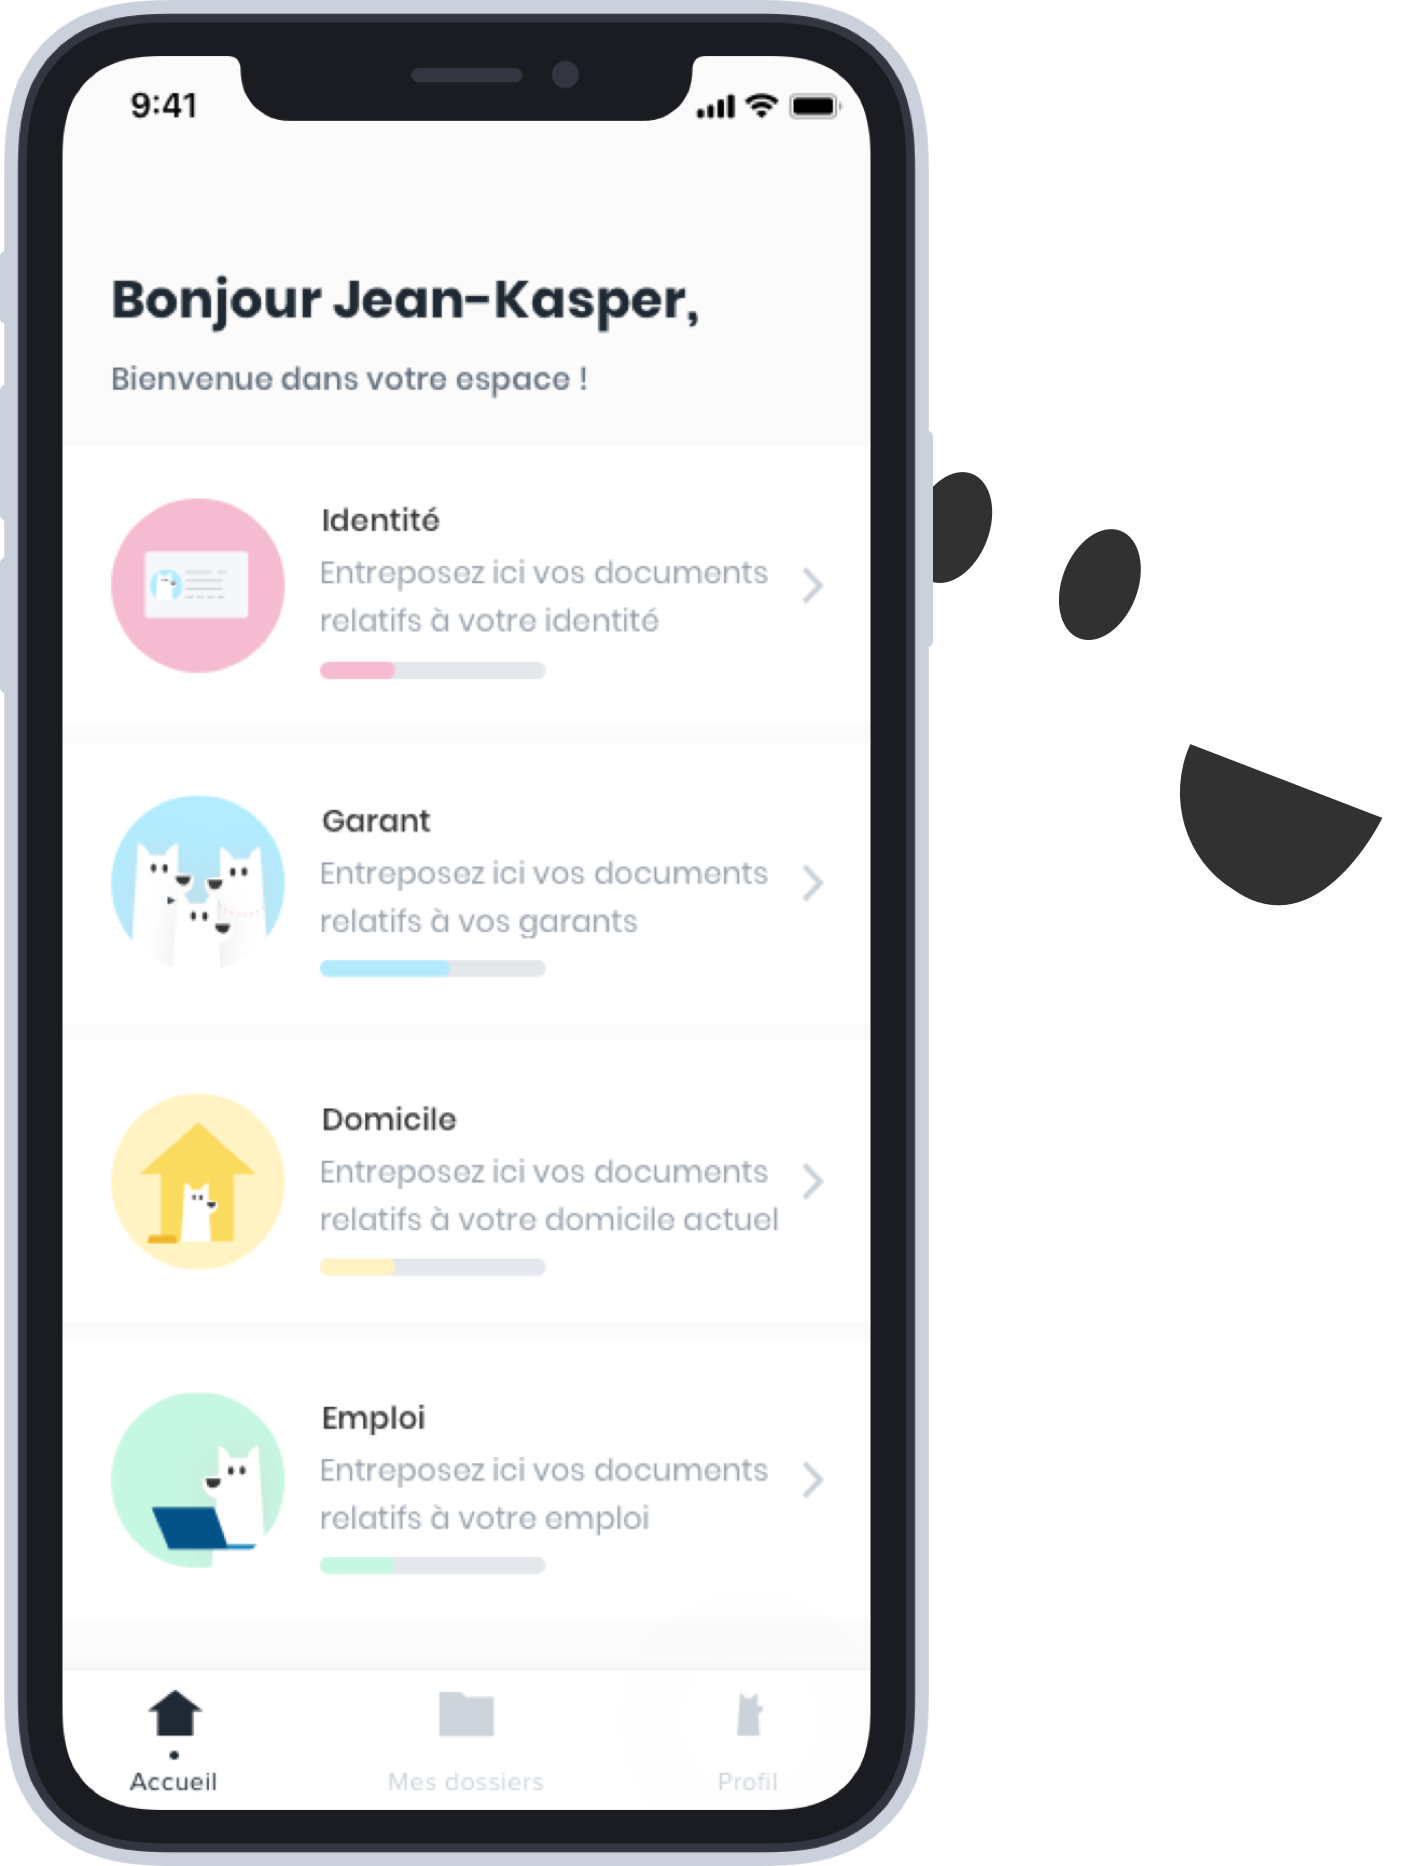 9:41
Bonjour Jean-Kasper,
Bienvenue dans votre espace !
Identité
Entreposez ici vos documents
relatifs à votre identité
Garant
Entreposez ici vos documents
relatifs à vos garants
Domicile
Entreposez ici vos documents
relatifs à votre domicile actuel
Emploi
Entreposez ici vos documents
relatifs à votre emploi
Accueil
Mes dossiers
Profil